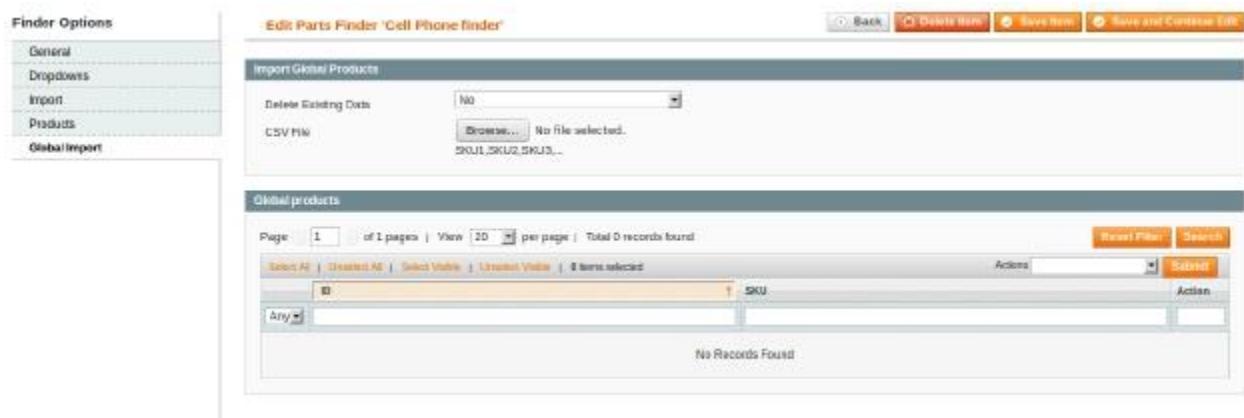 Finder Options
General
Dropdowns
Import
Products
Global Import
Edit Parts Finder 'Cell Phone finder'
Back Delete Item Save Item Save and Continue Edit
Import Global Products
Delete Existing Data No
CSV File Browse... No file selected.
SKU1,SKU2,SKU3,...
Global products
Page 1 of 1 pages | View 20 per page | Total 0 records found
Reset Filter Search
Select All | Unselect All | Select Visible | Unselect Visible | 0 items selected
Actions Submit
ID SKU Action
Any
No Records Found